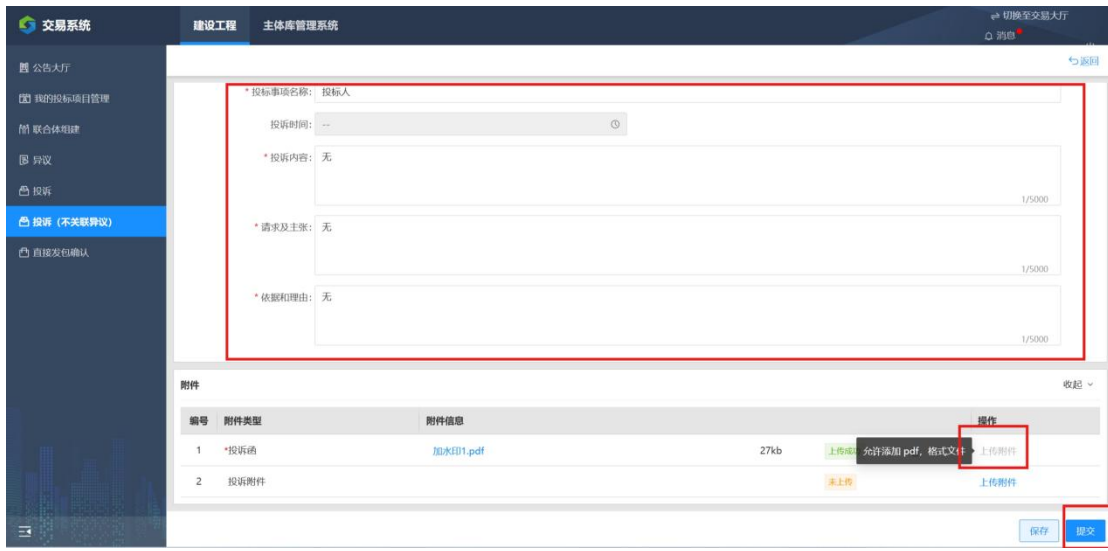 交易系统 建设工程 主体库管理系统 切换至交易大厅
消息
公告大厅
返回
我的投标项目管理
联合体组建
异议
投诉
投诉（不关联异议）
直接发包确认
* 投标事项名称: 投标人
投诉时间: --
* 投诉内容: 无
1/5000
* 请求及主张: 无
1/5000
* 依据和理由: 无
1/5000
附件 收起
编号 附件类型 附件信息 操作
1 *投诉函 加水印1.pdf 27kb 上传成 允许添加 pdf, 格式文件 上传附件
2 投诉附件 未上传 上传附件
保存 提交